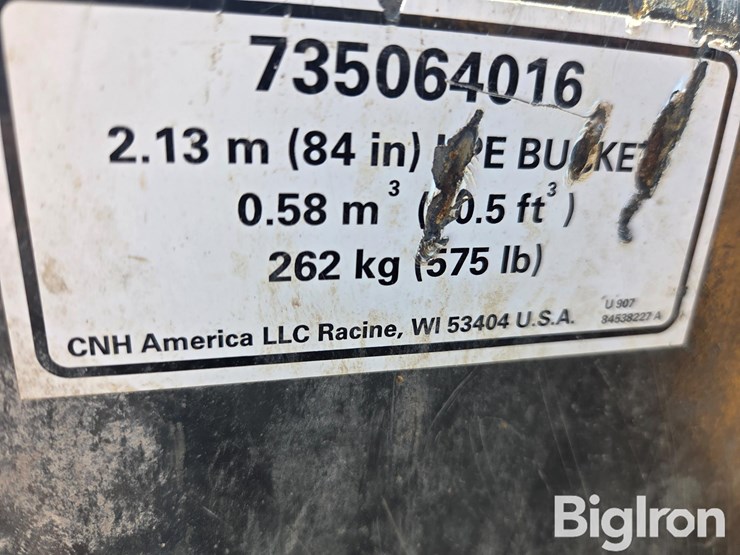 735064016
2.13 m (84 in)
0.58 m³
262 kg (575 lb)
CNH America LLC Racine, WI 53404 U.S.A.
U 907
84538227 A
BigIron